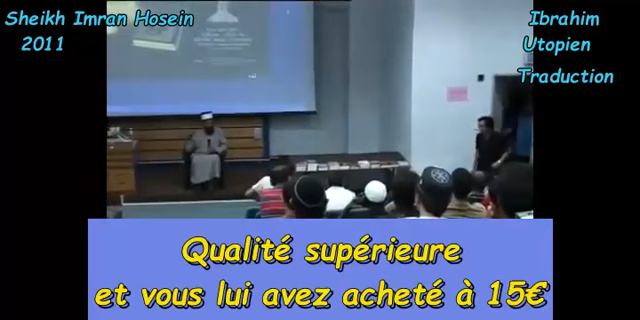 Sheikh Imran Hosein
2011
Ibrahim
Utopien
Traduction
Qualité supérieure
et vous lui avez acheté à 15€